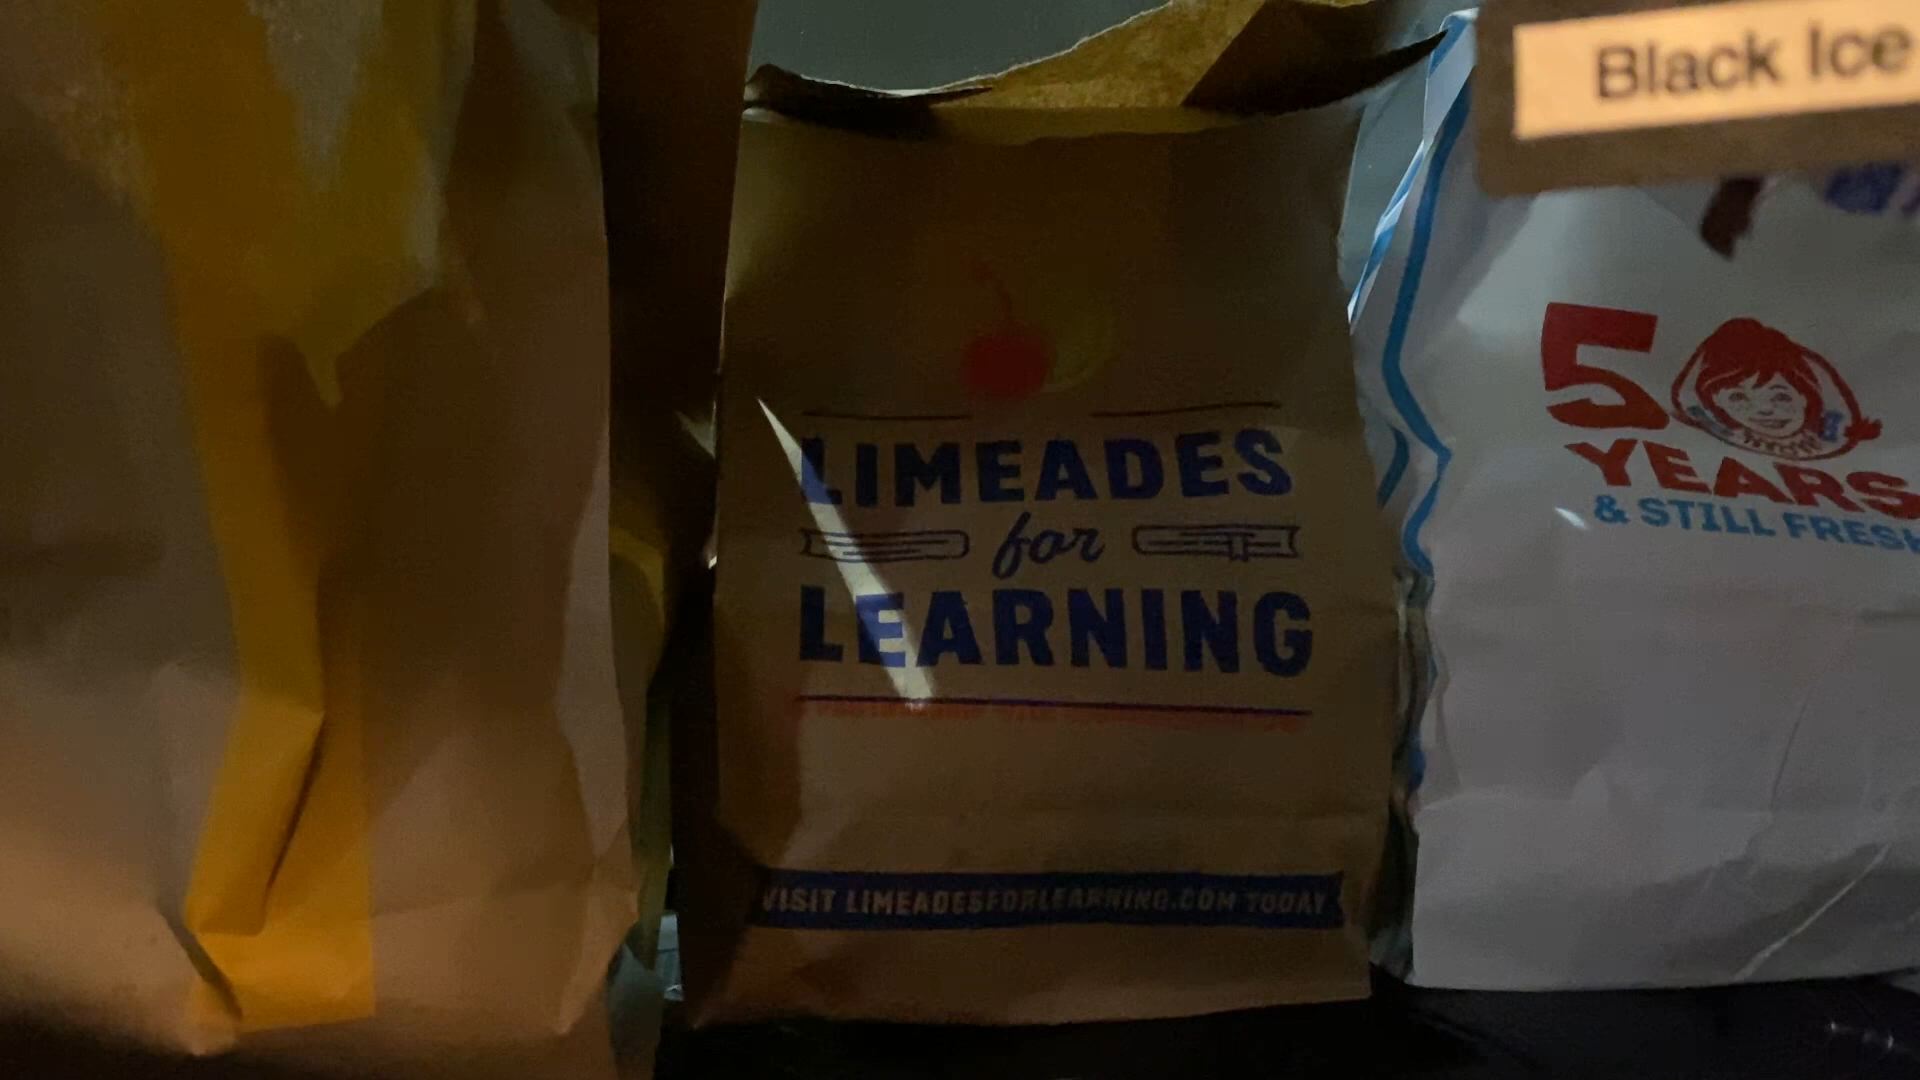 Black Ice
50
YEARS
& STILL FRESH
LIMEADES
for
LEARNING
VISIT LIMEADESFORLEARNING.COM TODAY